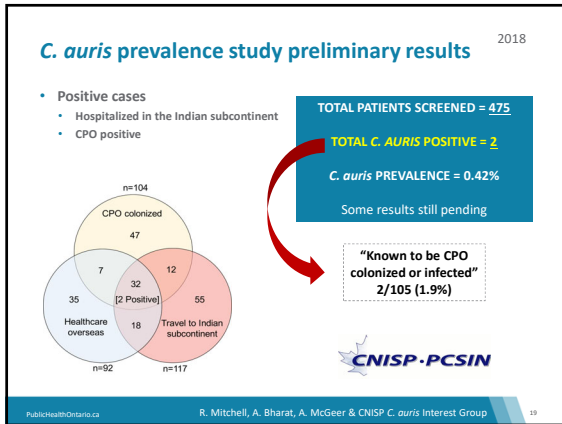 2018
C. auris prevalence study preliminary results
• Positive cases
• Hospitalized in the Indian subcontinent
• CPO positive
TOTAL PATIENTS SCREENED = 475
TOTAL C. AURIS POSITIVE = 2
C. auris PREVALENCE = 0.42%
Some results still pending
"Known to be CPO
colonized or infected"
2/105 (1.9%)
n=104
CPO colonized
47
7
12
32
[2 Positive]
35
55
Healthcare
overseas
18
Travel to Indian
subcontinent
n=92
n=117
CNISP·PCSIN
PublicHealthOntario.ca
R. Mitchell, A. Bharat, A. McGeer & CNISP C. auris Interest Group
19